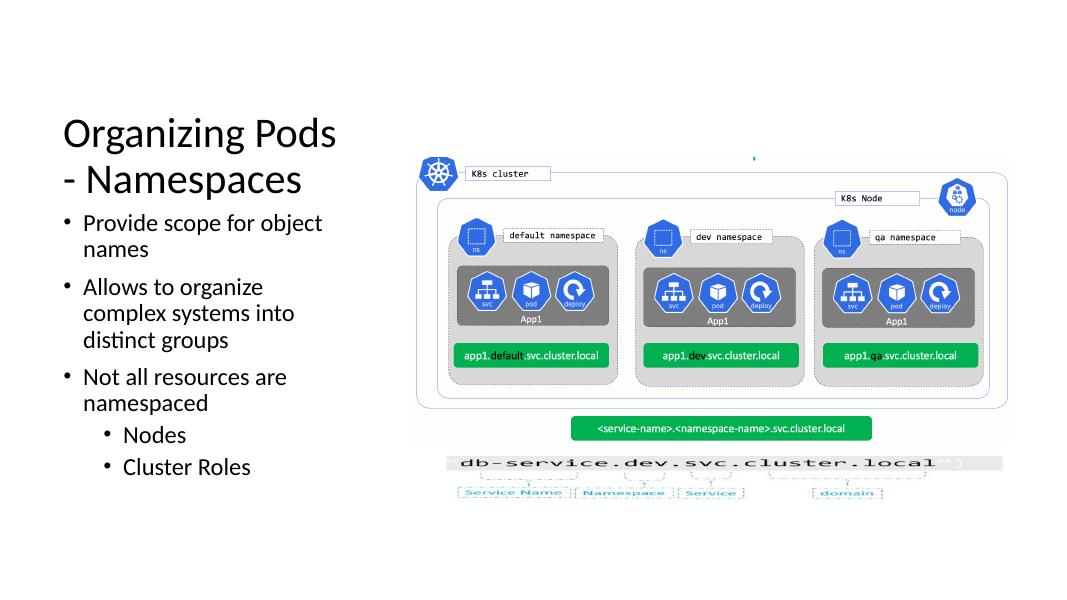 Organizing Pods
- Namespaces
• Provide scope for object
names
• Allows to organize
complex systems into
distinct groups
• Not all resources are
namespaced
• Nodes
• Cluster Roles
K8s cluster
K8s Node
node
ns
default namespace
svc
pod
deploy
App1
app1.default.svc.cluster.local
ns
dev namespace
svc
pod
deploy
App1
app1.dev.svc.cluster.local
ns
qa namespace
svc
pod
deploy
App1
app1.qa.svc.cluster.local
<service-name>.<namespace-name>.svc.cluster.local
db-service.dev.svc.cluster.local")
Service Name
Namespace
Service
domain